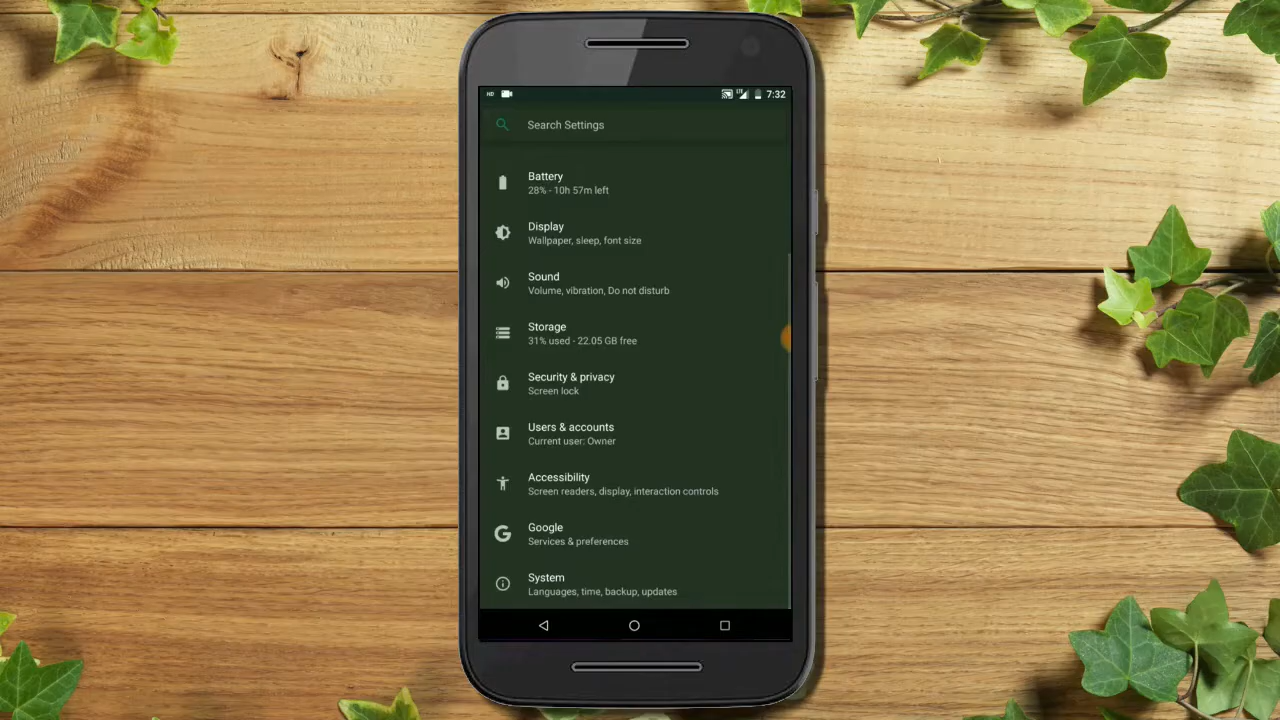 HD LTE 7:32
Search Settings
Battery
28% - 10h 57m left
Display
Wallpaper, sleep, font size
Sound
Volume, vibration, Do not disturb
Storage
31% used - 22.05 GB free
Security & privacy
Screen lock
Users & accounts
Current user: Owner
Accessibility
Screen readers, display, interaction controls
Google
Services & preferences
System
Languages, time, backup, updates